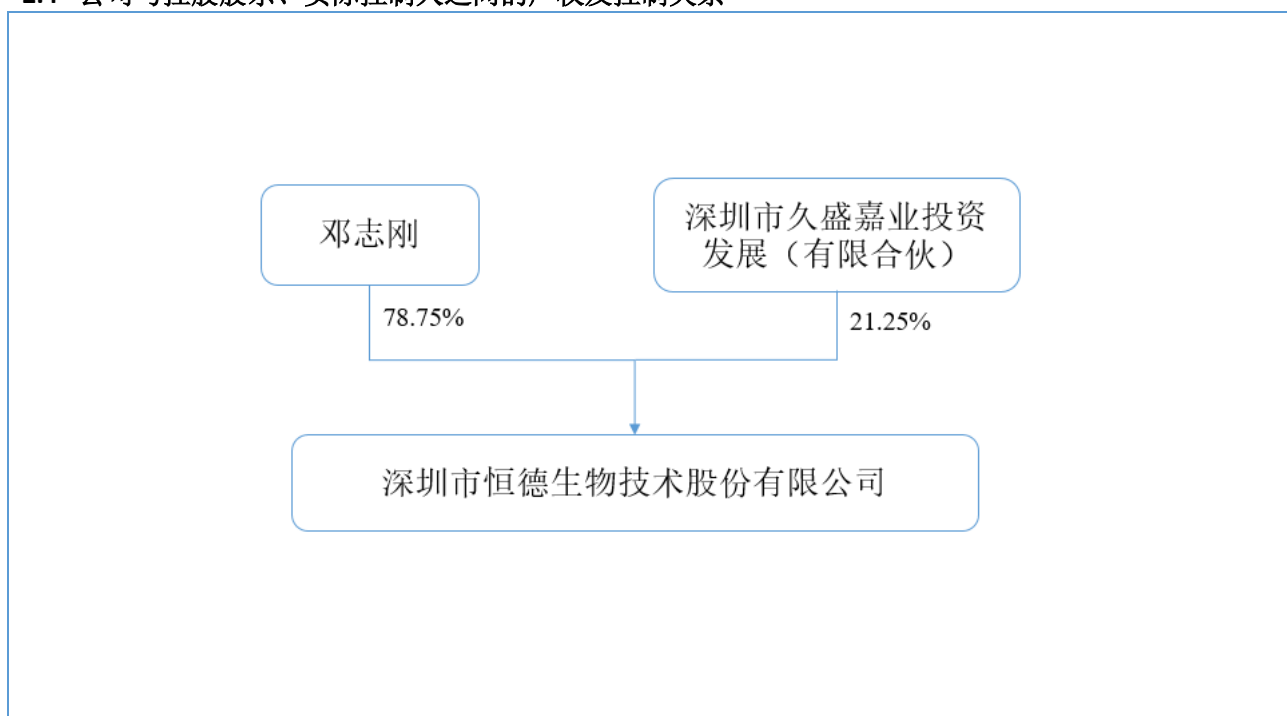 邓志刚
深圳市久盛嘉业投资
发展（有限合伙）
78.75%
21.25%
深圳市恒德生物技术股份有限公司